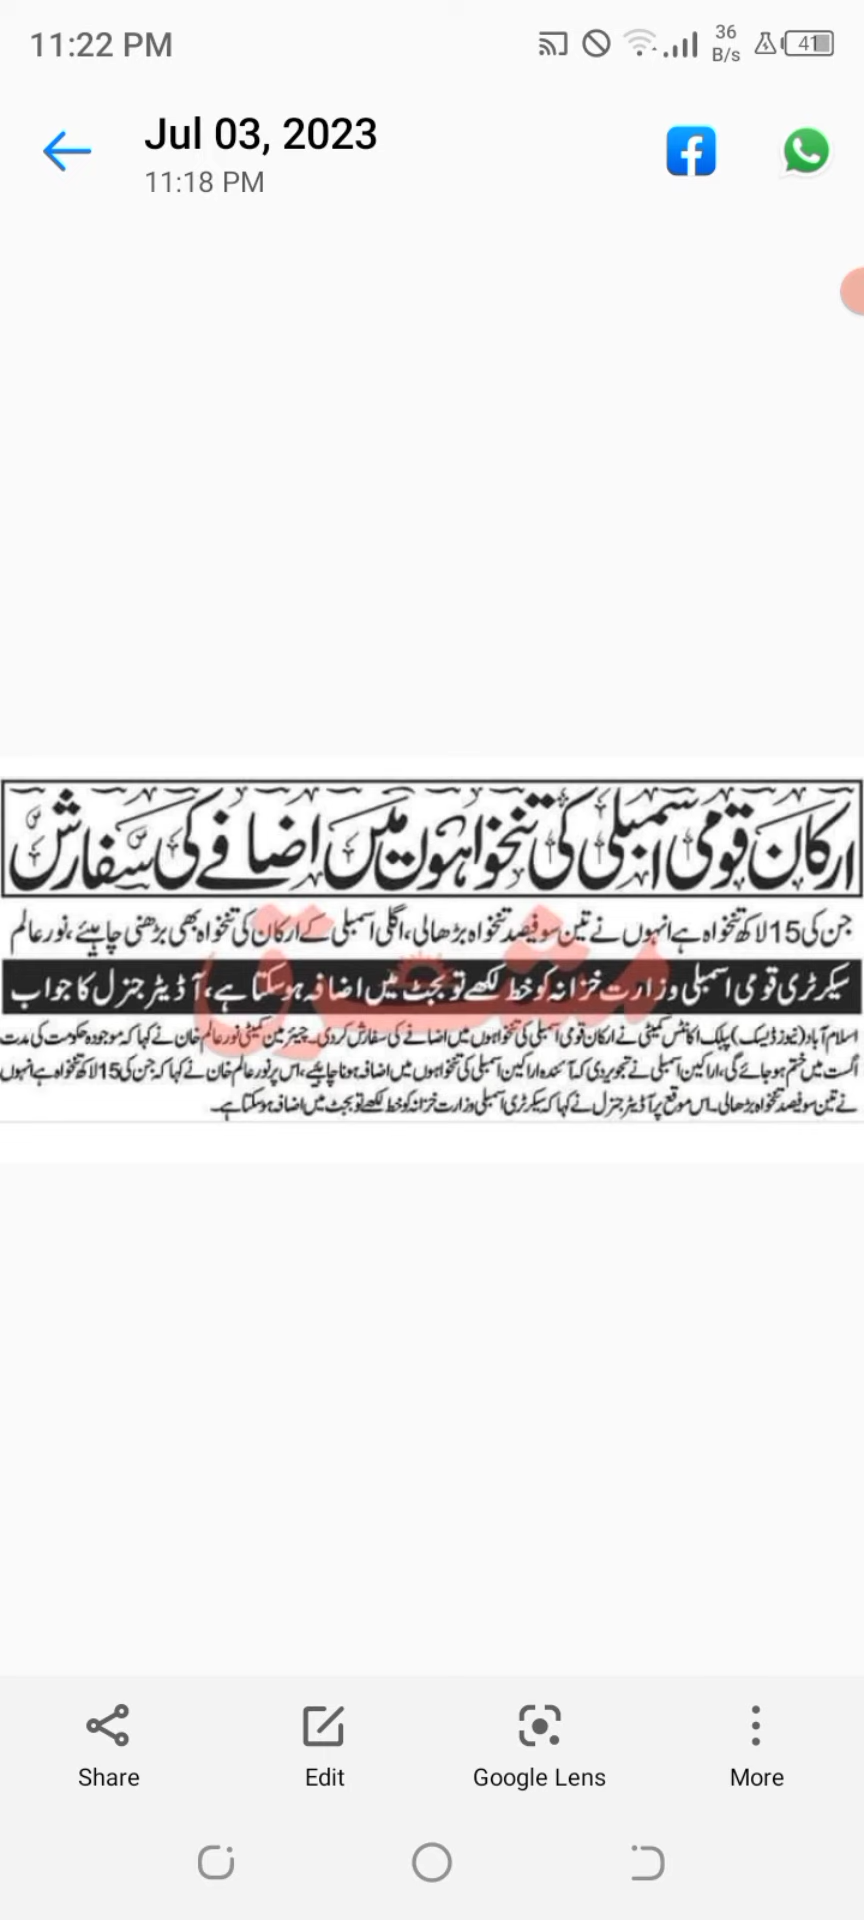 11:22 PM
36 B/s
41
Jul 03, 2023
11:18 PM
ارکان قومی اسمبلی کی تنخواہوں میں اضافے کی سفارش
جن کی 15 لاکھ تنخواہ ہے انہوں نے تین سو فیصد تنخواہ بڑھالی، اگلی اسمبلی کے ارکان کی تنخواہ بھی بڑھنی چاہیئے، نور عالم
سیکرٹری قومی اسمبلی وزارت خزانہ کو خط لکھے تو بجٹ میں اضافہ ہوسکتا ہے، آڈیٹر جنرل کا جواب
اسلام آباد (نیوز ڈیسک) پبلک اکاؤنٹس کمیٹی نے ارکان قومی اسمبلی کی تنخواہوں میں اضافے کی سفارش کردی۔ چیئرمین کمیٹی نور عالم خان نے کہا کہ موجودہ حکومت کی مدت
اگست میں ختم ہوجائے گی، اراکین اسمبلی نے تجویز دی کہ آئندہ اراکین اسمبلی کی تنخواہوں میں اضافہ ہونا چاہیئے، اس پر نور عالم خان نے کہا کہ جن کی 15 لاکھ تنخواہ ہے انہوں
نے تین سو فیصد تنخواہ بڑھالی۔ اس موقع پر آڈیٹر جنرل نے کہا کہ سیکرٹری اسمبلی وزارت خزانہ کو خط لکھے تو بجٹ میں اضافہ ہوسکتا ہے۔
مشرق
Share
Edit
Google Lens
More